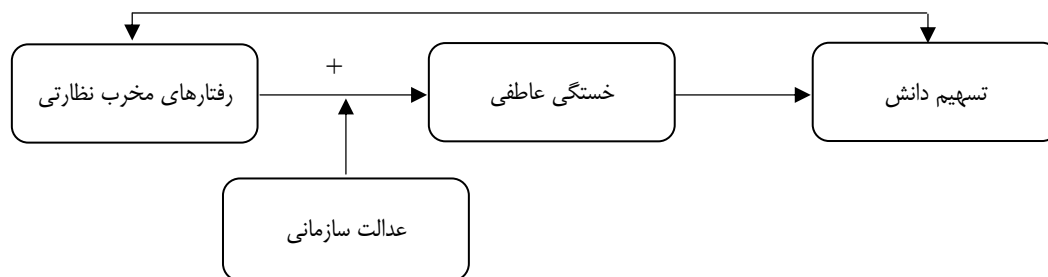 +
رفتارهای مخرب نظارتی
خستگی عاطفی
تسهیم دانش
عدالت سازمانی